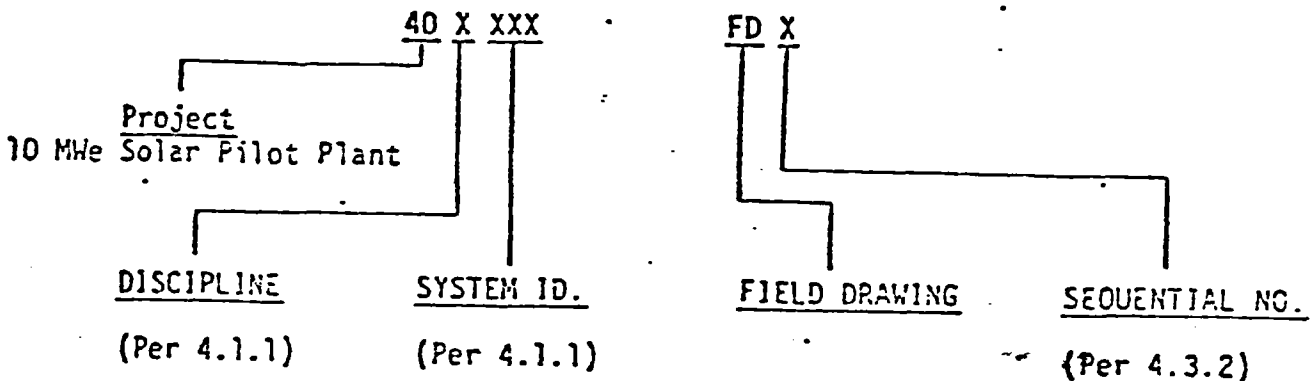 40 X XXX FD X
Project
10 MWe Solar Pilot Plant
DISCIPLINE SYSTEM ID. FIELD DRAWING SEQUENTIAL NO.
(Per 4.1.1) (Per 4.1.1) (Per 4.3.2)